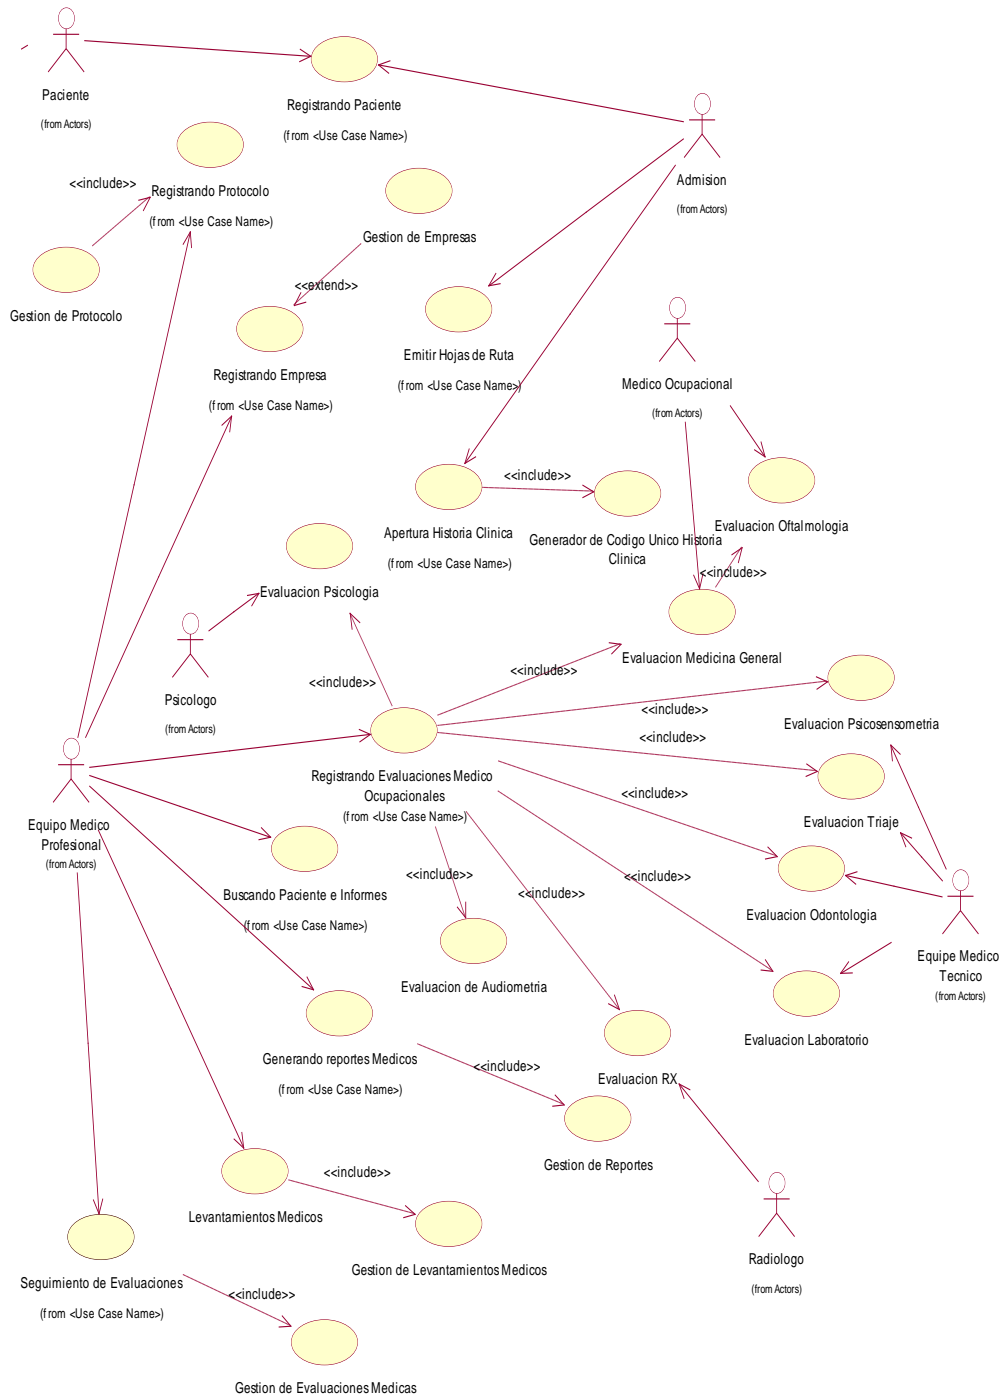 Paciente
(from Actors)
Registrando Paciente
(from <Use Case Name>)
Admision
(from Actors)
<<include>>
Registrando Protocolo
(from <Use Case Name>)
Gestion de Empresas
Gestion de Protocolo
<<extend>>
Registrando Empresa
(from <Use Case Name>)
Emitir Hojas de Ruta
(from <Use Case Name>)
Medico Ocupacional
(from Actors)
<<include>>
Apertura Historia Clinica
(from <Use Case Name>)
Generador de Codigo Unico Historia
Clinica
Evaluacion Oftalmologia
<<include>>
Evaluacion Psicologia
Evaluacion Medicina General
Psicologo
(from Actors)
<<include>>
<<include>>
<<include>>
Evaluacion Psicosensometria
<<include>>
Registrando Evaluaciones Medico
Ocupacionales
(from <Use Case Name>)
<<include>>
Evaluacion Triaje
Equipo Medico
Profesional
(from Actors)
<<include>>
<<include>>
<<include>>
Buscando Paciente e Informes
(from <Use Case Name>)
Evaluacion Odontologia
Equipe Medico
Tecnico
(from Actors)
Evaluacion de Audiometria
Evaluacion Laboratorio
Generando reportes Medicos
(from <Use Case Name>)
<<include>>
Evaluacion RX
Gestion de Reportes
<<include>>
Levantamientos Medicos
Gestion de Levantamientos Medicos
Radiologo
(from Actors)
Seguimiento de Evaluaciones
(from <Use Case Name>)
<<include>>
Gestion de Evaluaciones Medicas